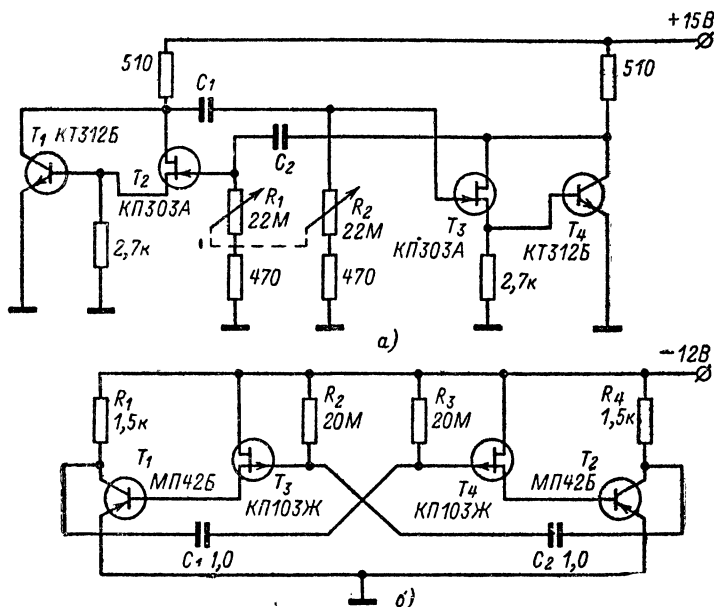 +15В
510
510
C1
T1 КТ312Б
T2
КП303А
C2
R1
22М
R2
22М
T3
КП303А
T4
КТ312Б
2,7к
470
470
2,7к
а)
−12В
R1
1,5к
R2
20М
R3
20М
R4
1,5к
T1
МП42Б
T3
КП103Ж
T4
КП103Ж
T2
МП42Б
C1 1,0
C2 1,0
б)